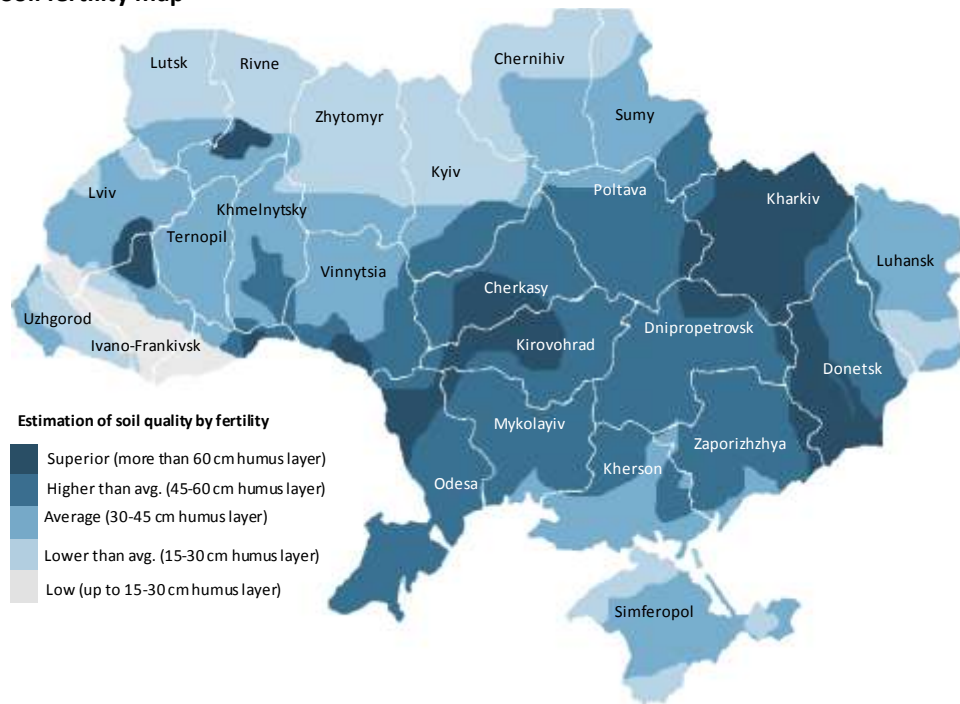 Soil fertility map
Lutsk
Rivne
Chernihiv
Zhytomyr
Sumy
Kyiv
Lviv
Poltava
Kharkiv
Khmelnytsky
Ternopil
Vinnytsia
Luhansk
Cherkasy
Uzhgorod
Dnipropetrovsk
Ivano-Frankivsk
Kirovohrad
Donetsk
Mykolayiv
Zaporizhzhya
Kherson
Odesa
Simferopol
Estimation of soil quality by fertility
Superior (more than 60 cm humus layer)
Higher than avg. (45-60 cm humus layer)
Average (30-45 cm humus layer)
Lower than avg. (15-30 cm humus layer)
Low (up to 15-30 cm humus layer)